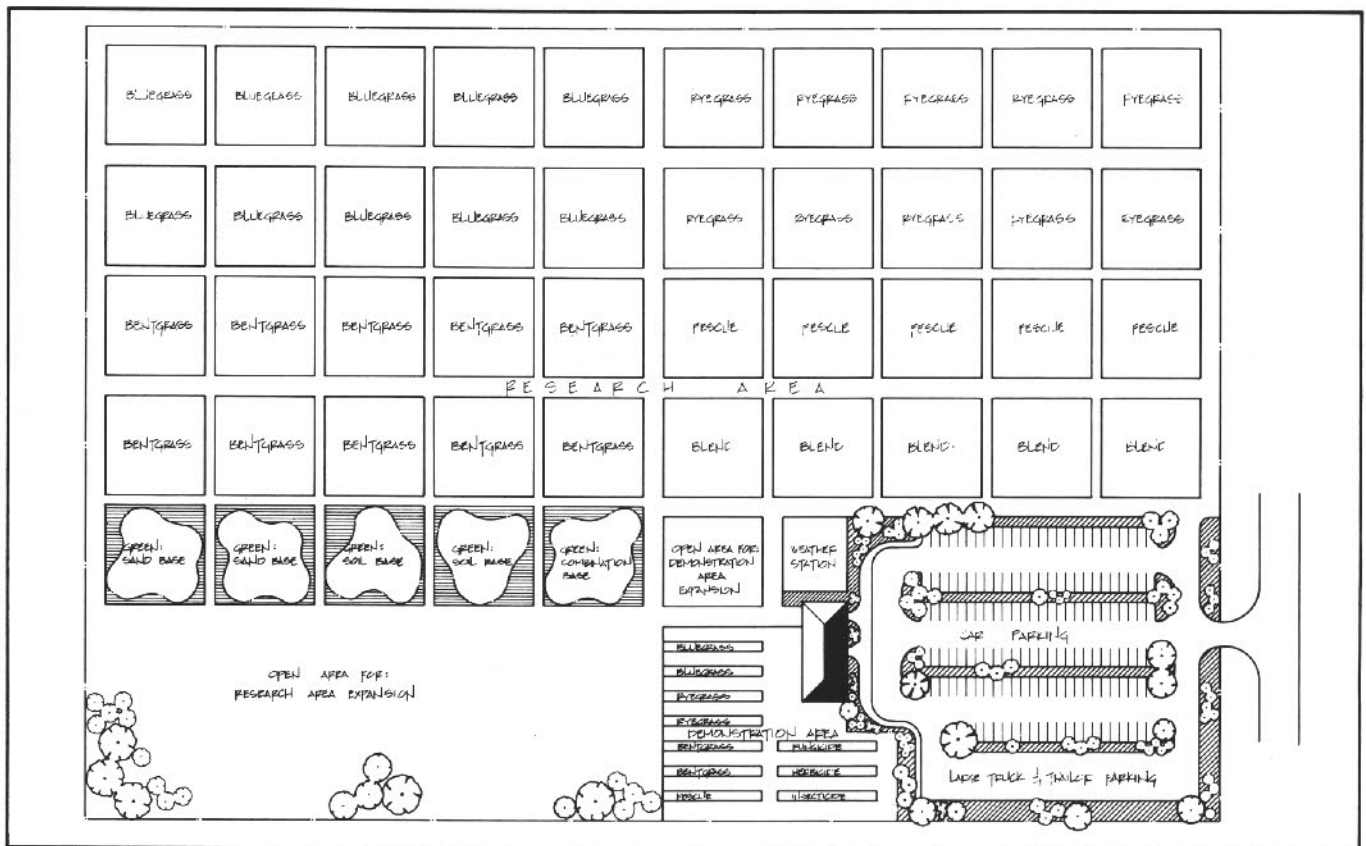 BLUEGRASS BLUEGRASS BLUEGRASS BLUEGRASS BLUEGRASS RYEGRASS RYEGRASS RYEGRASS RYEGRASS RYEGRASS
BLUEGRASS BLUEGRASS BLUEGRASS BLUEGRASS BLUEGRASS RYEGRASS RYEGRASS RYEGRASS RYEGRASS RYEGRASS
BENTGRASS BENTGRASS BENTGRASS BENTGRASS BENTGRASS FESCUE FESCUE FESCUE FESCUE FESCUE
RESEARCH AREA
BENTGRASS BENTGRASS BENTGRASS BENTGRASS BENTGRASS BLEND BLEND BLEND BLEND BLEND
GREEN:
SAND BASE
GREEN:
SAND BASE
GREEN:
SOIL BASE
GREEN:
SOIL BASE
GREEN:
COMBINATION
BASE
OPEN AREA FOR:
DEMONSTRATION
AREA
EXPANSION
WEATHER
STATION
CAR PARKING
OPEN AREA FOR:
RESEARCH AREA EXPANSION
BLUEGRASS
BLUEGRASS
RYEGRASS
RYEGRASS
DEMONSTRATION AREA
BENTGRASS FUNGICIDE
BENTGRASS HERBICIDE
FESCUE INSECTICIDE
LARGE TRUCK & TRAILER PARKING